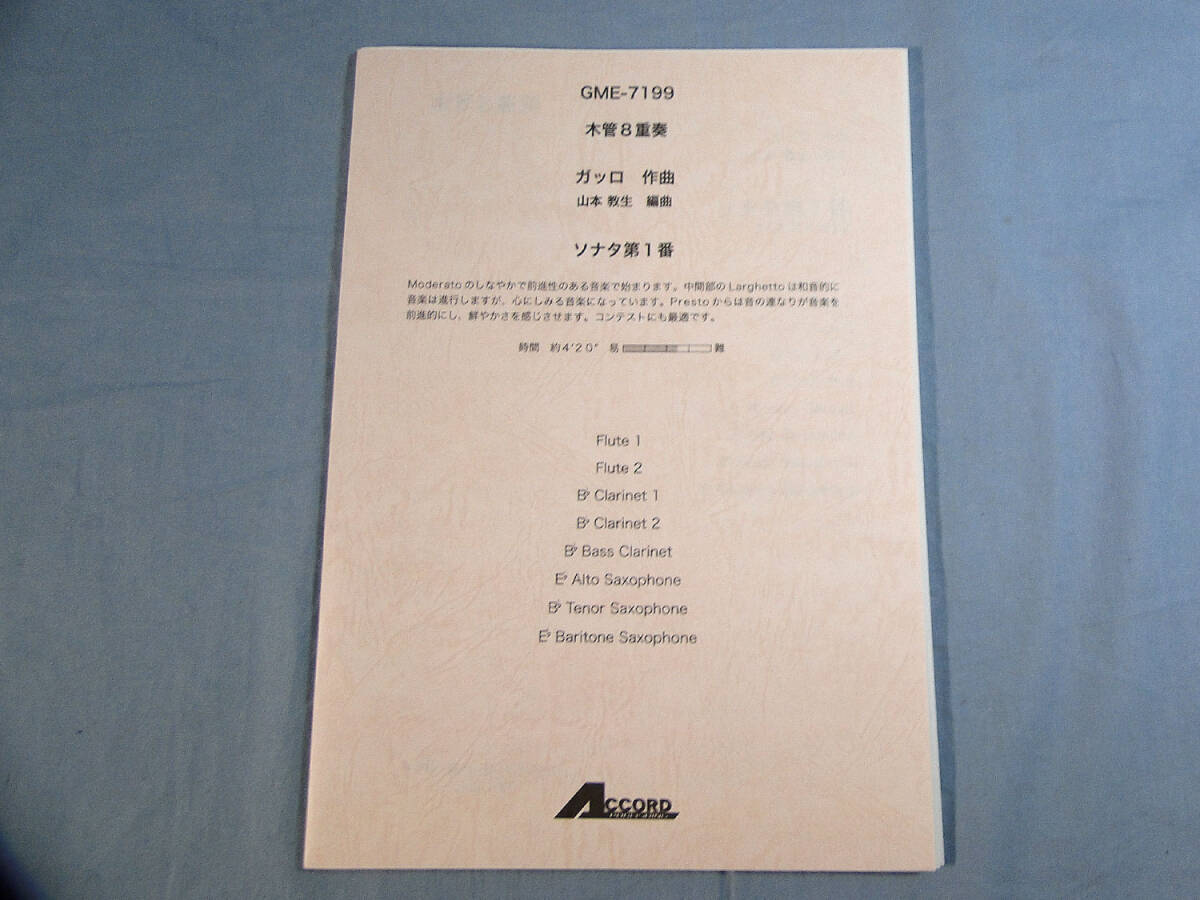 GME-7199
木管8重奏
ガッロ 作曲
山本 教生 編曲
ソナタ第1番
Moderatoのしなやかで前進性のある音楽で始まります。中間部のLarghettoは和音的に
音楽は進行しますが、心にしみる音楽になっています。Prestoからは音の連なりが音楽を
前進的にし、鮮やかさを感じさせます。コンテストにも最適です。
時間 約4'20" 易 難
Flute 1
Flute 2
B♭ Clarinet 1
B♭ Clarinet 2
B♭ Bass Clarinet
E♭ Alto Saxophone
B♭ Tenor Saxophone
E♭ Baritone Saxophone
ACCORD
PUBLISHING